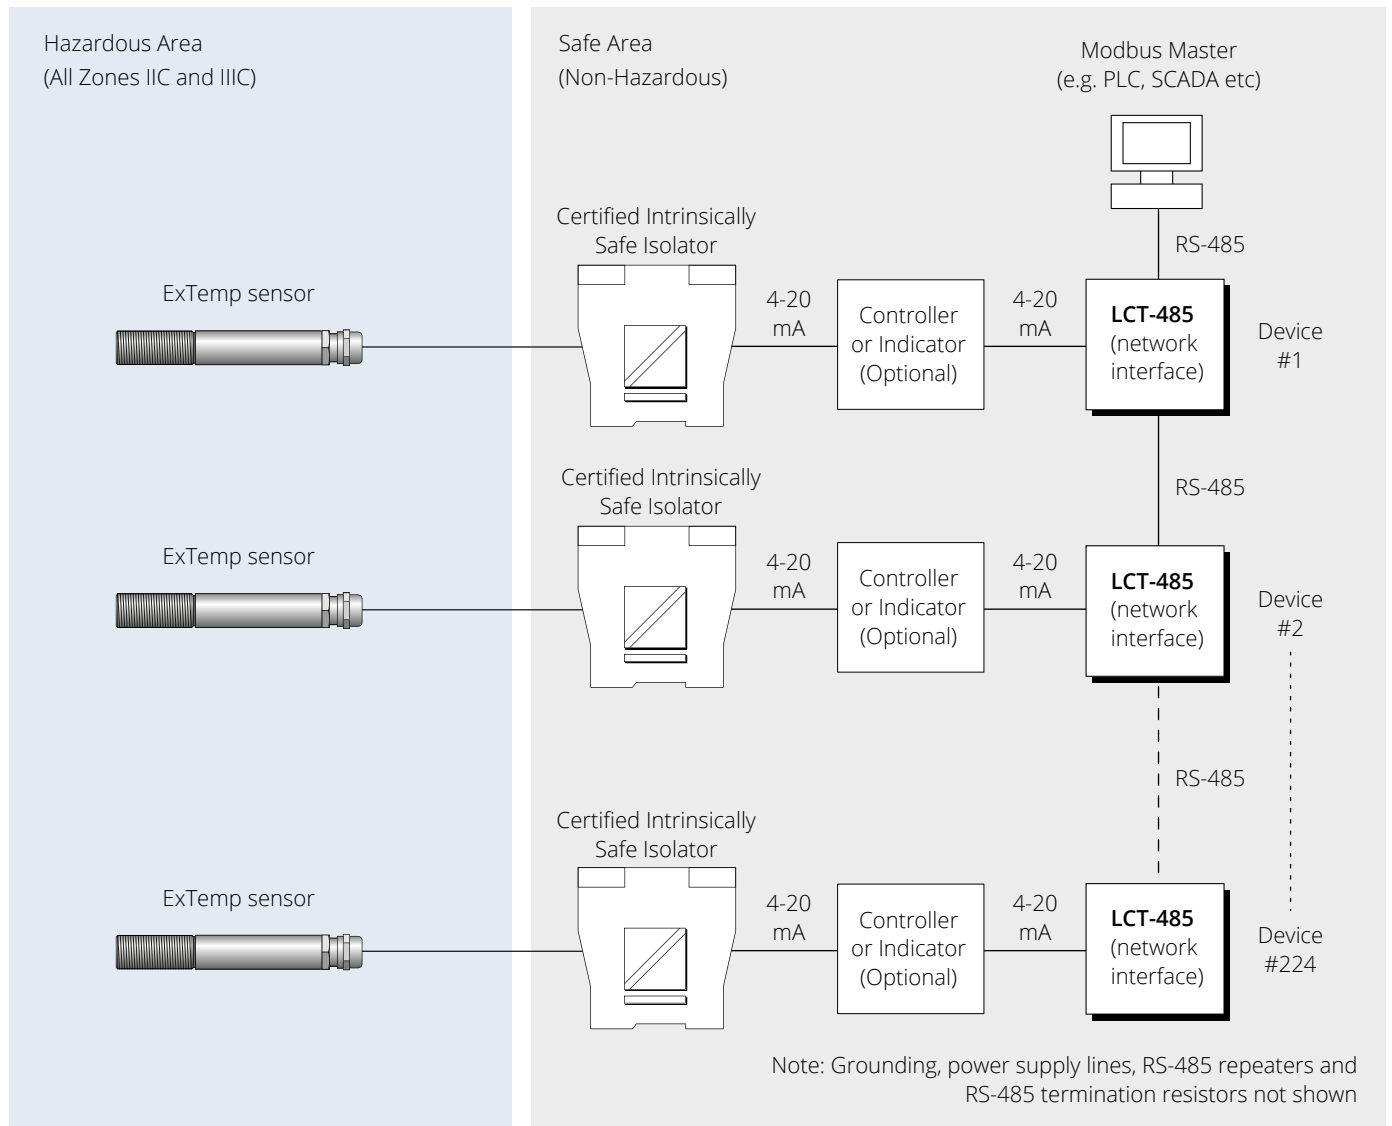 Hazardous Area
(All Zones IIC and IIIC)
Safe Area
(Non-Hazardous)
Modbus Master
(e.g. PLC, SCADA etc)
RS-485
ExTemp sensor
Certified Intrinsically
Safe Isolator
4-20
mA
Controller
or Indicator
(Optional)
4-20
mA
LCT-485
(network
interface)
Device
#1
RS-485
ExTemp sensor
Certified Intrinsically
Safe Isolator
4-20
mA
Controller
or Indicator
(Optional)
4-20
mA
LCT-485
(network
interface)
Device
#2
RS-485
ExTemp sensor
Certified Intrinsically
Safe Isolator
4-20
mA
Controller
or Indicator
(Optional)
4-20
mA
LCT-485
(network
interface)
Device
#224
Note: Grounding, power supply lines, RS-485 repeaters and
RS-485 termination resistors not shown